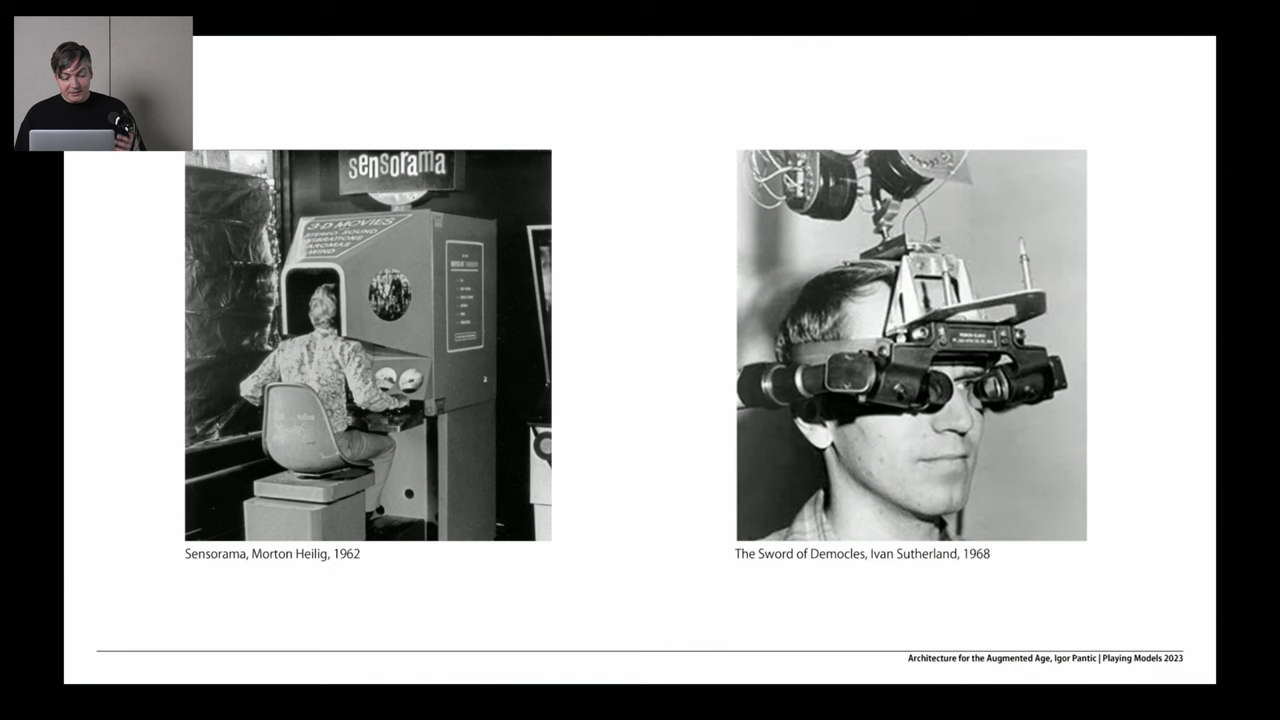 sensorama
3-D MOVIES
STEREO-SOUND
VIBRATIONS
AROMAS
WIND
Sensorama, Morton Heilig, 1962
The Sword of Democles, Ivan Sutherland, 1968
Architecture for the Augmented Age, Igor Pantic | Playing Models 2023